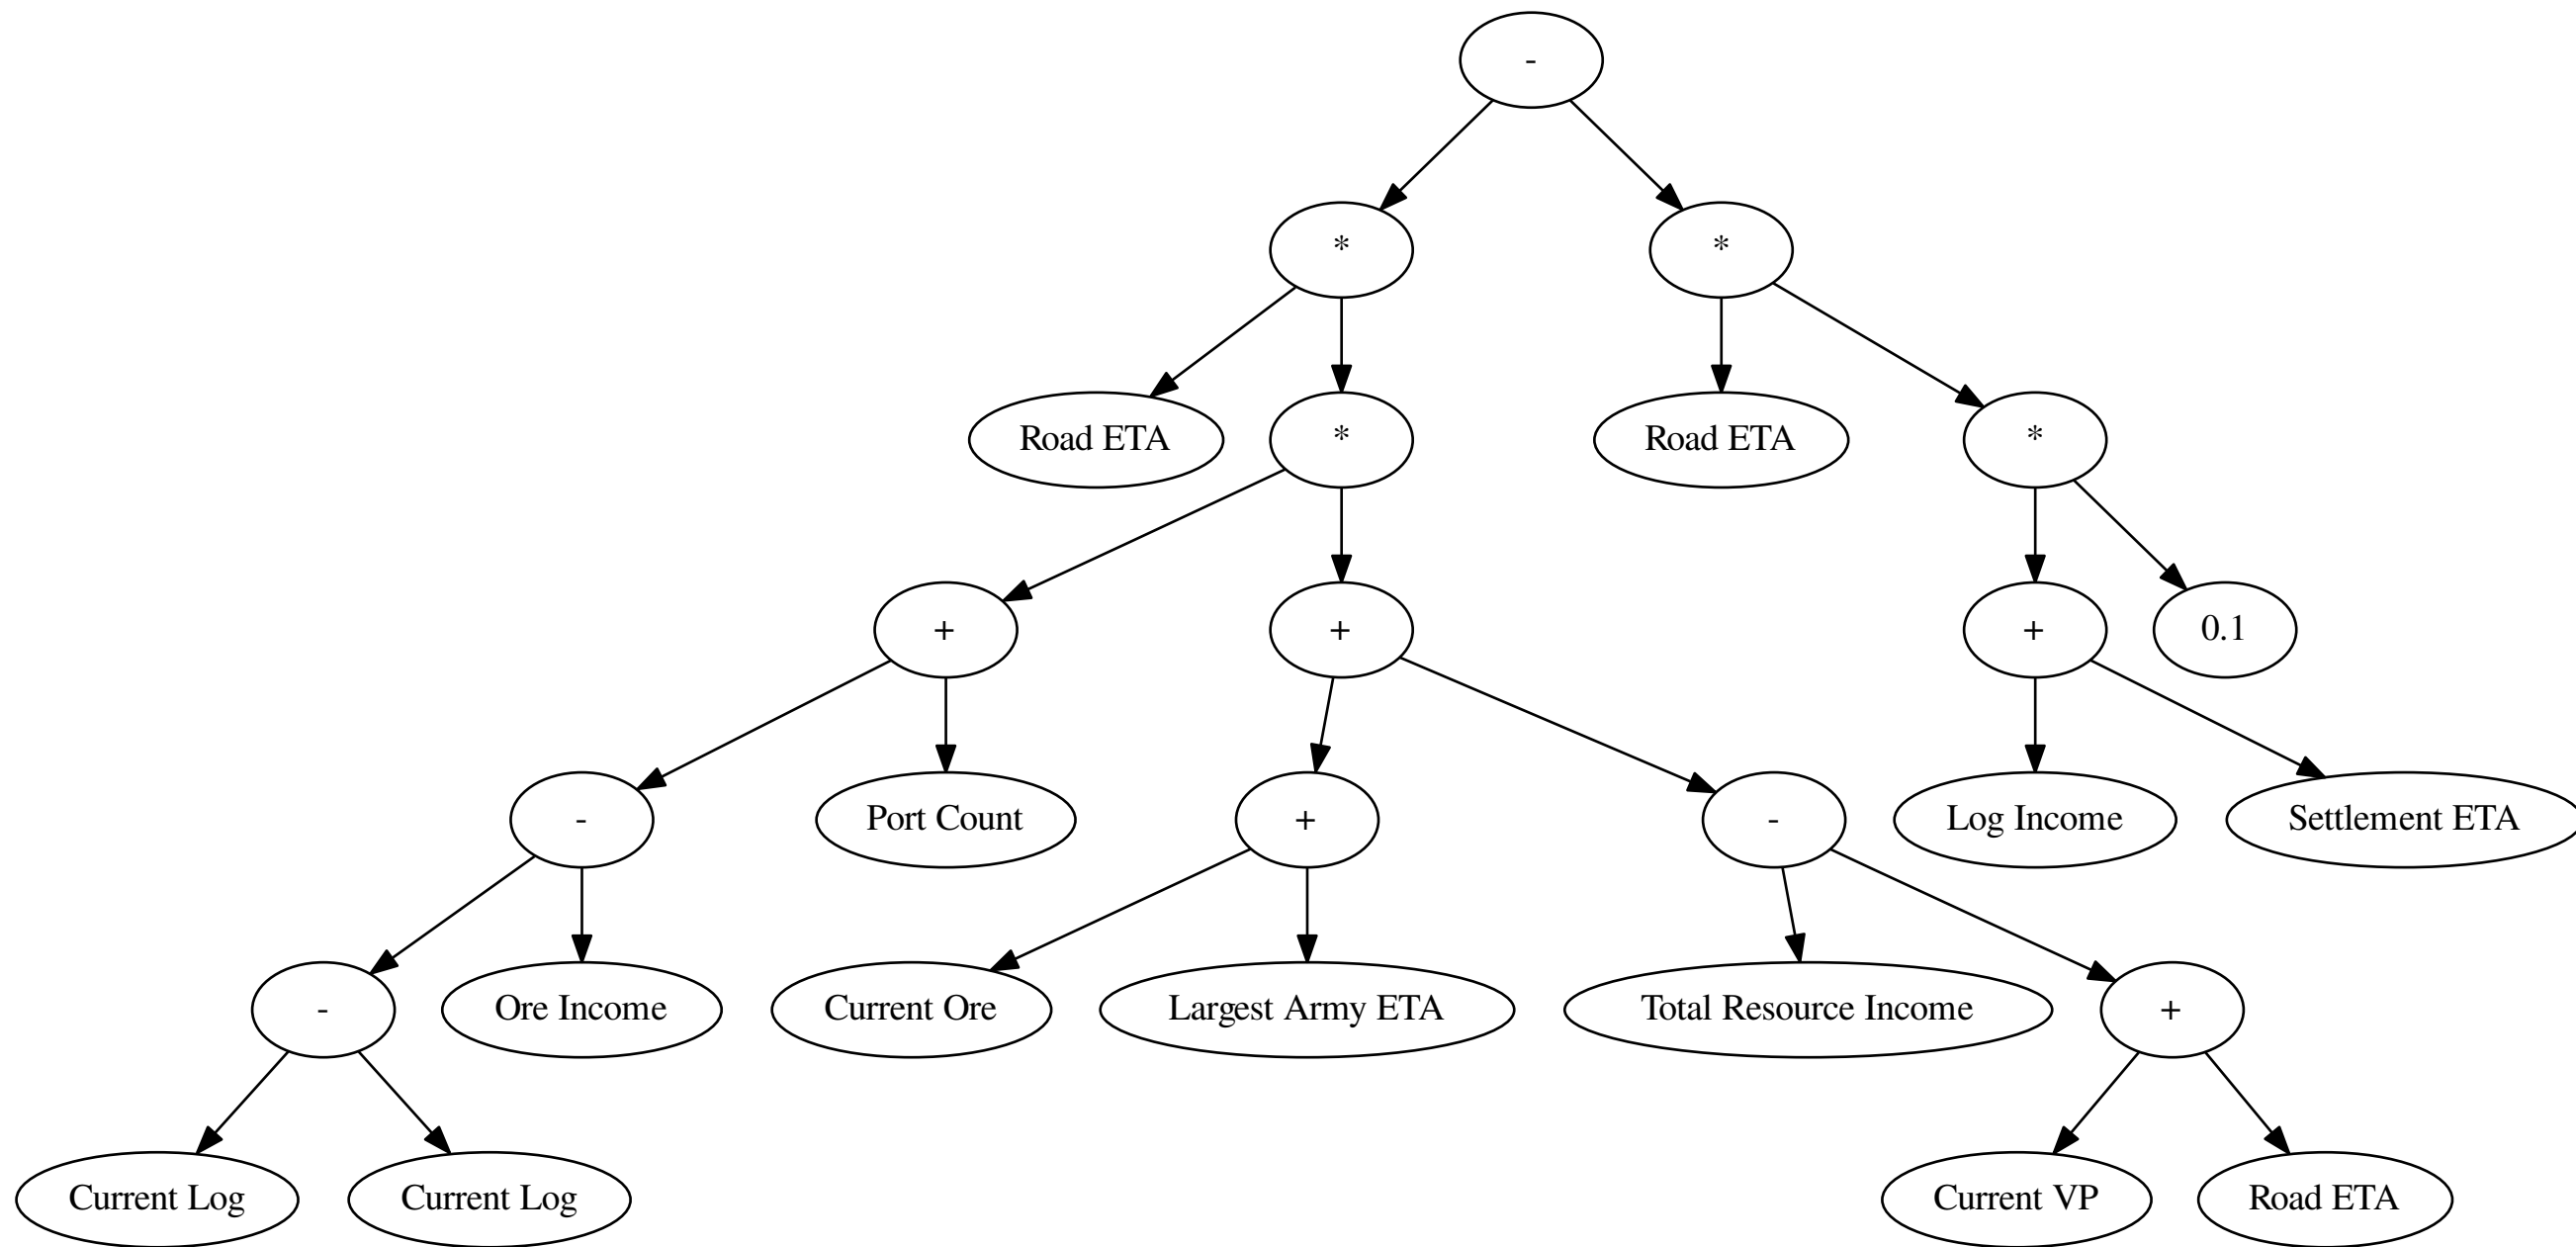 -
*
*
Road ETA
*
Road ETA
*
+
+
+
0.1
-
Port Count
+
-
Log Income
Settlement ETA
-
Ore Income
Current Ore
Largest Army ETA
Total Resource Income
+
Current Log
Current Log
Current VP
Road ETA